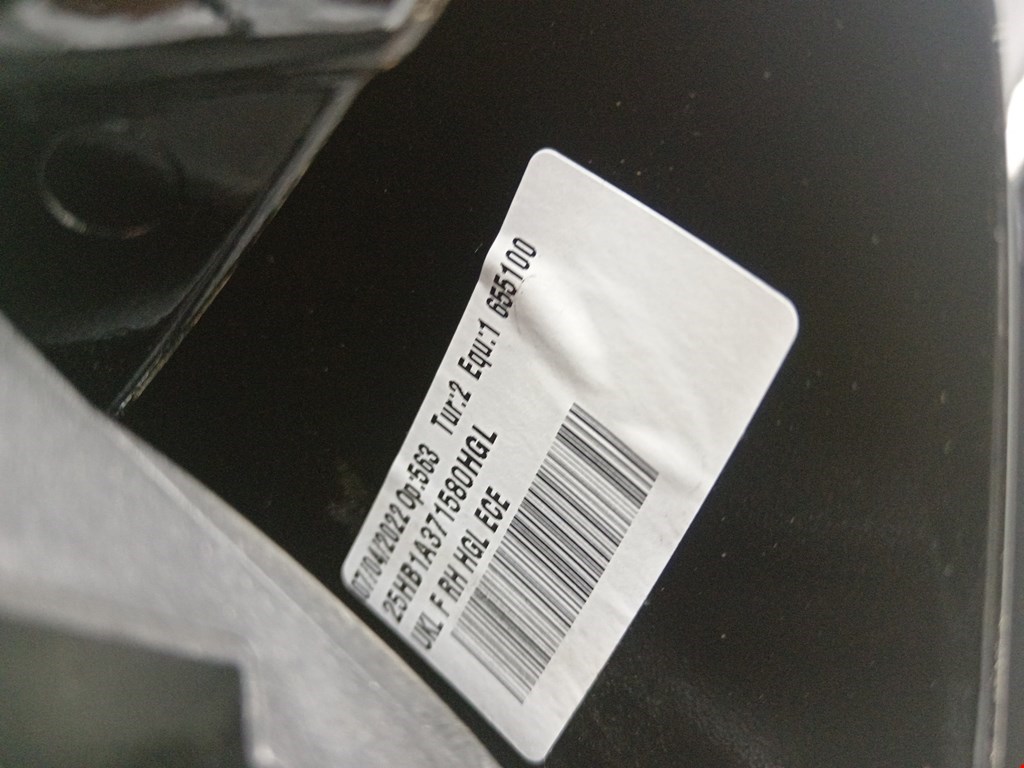 07/04/2022 Op:563 Tur:2 Equ:1 655100
25HB1A371580HGL
UKL F RH HGL ECE